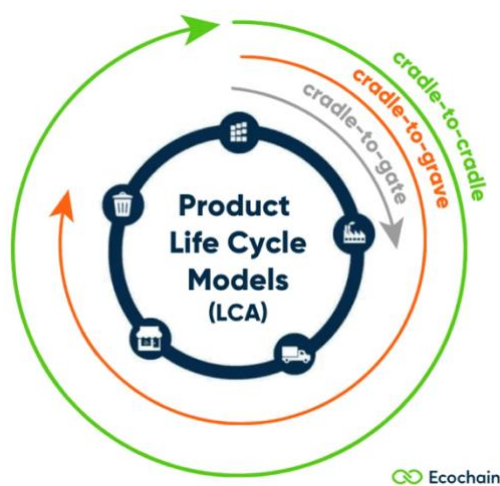 cradle-to-cradle
cradle-to-grave
cradle-to-gate
Product
Life Cycle
Models
(LCA)
Ecochain